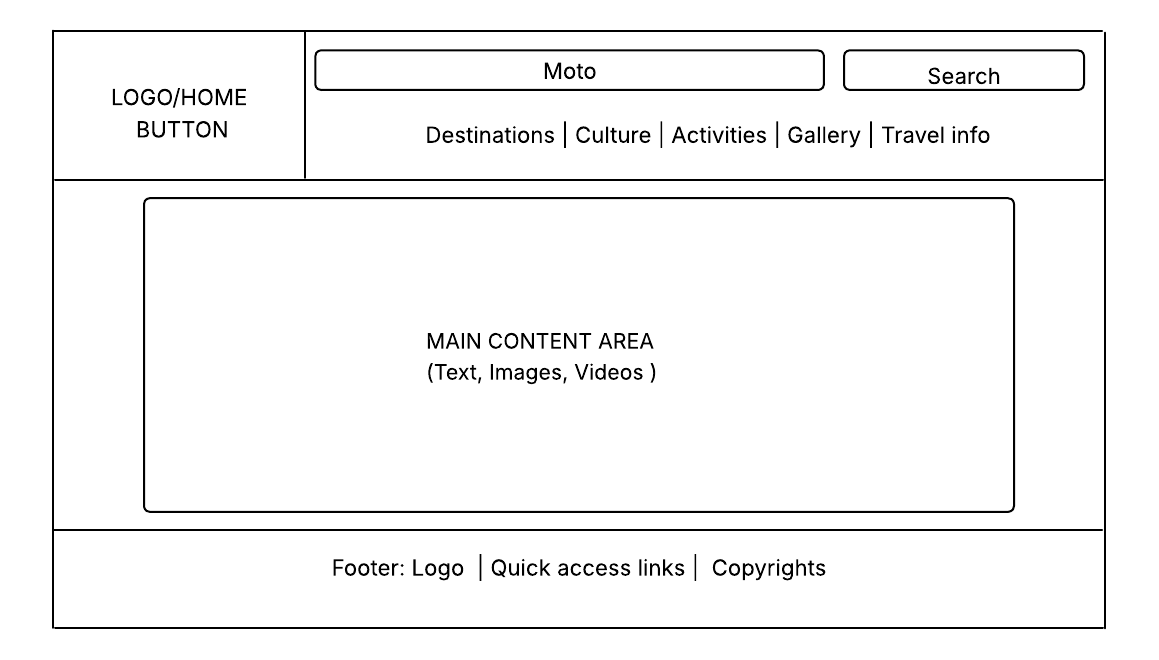 LOGO/HOME
BUTTON
Moto
Search
Destinations | Culture | Activities | Gallery | Travel info
MAIN CONTENT AREA
(Text, Images, Videos )
Footer: Logo | Quick access links | Copyrights